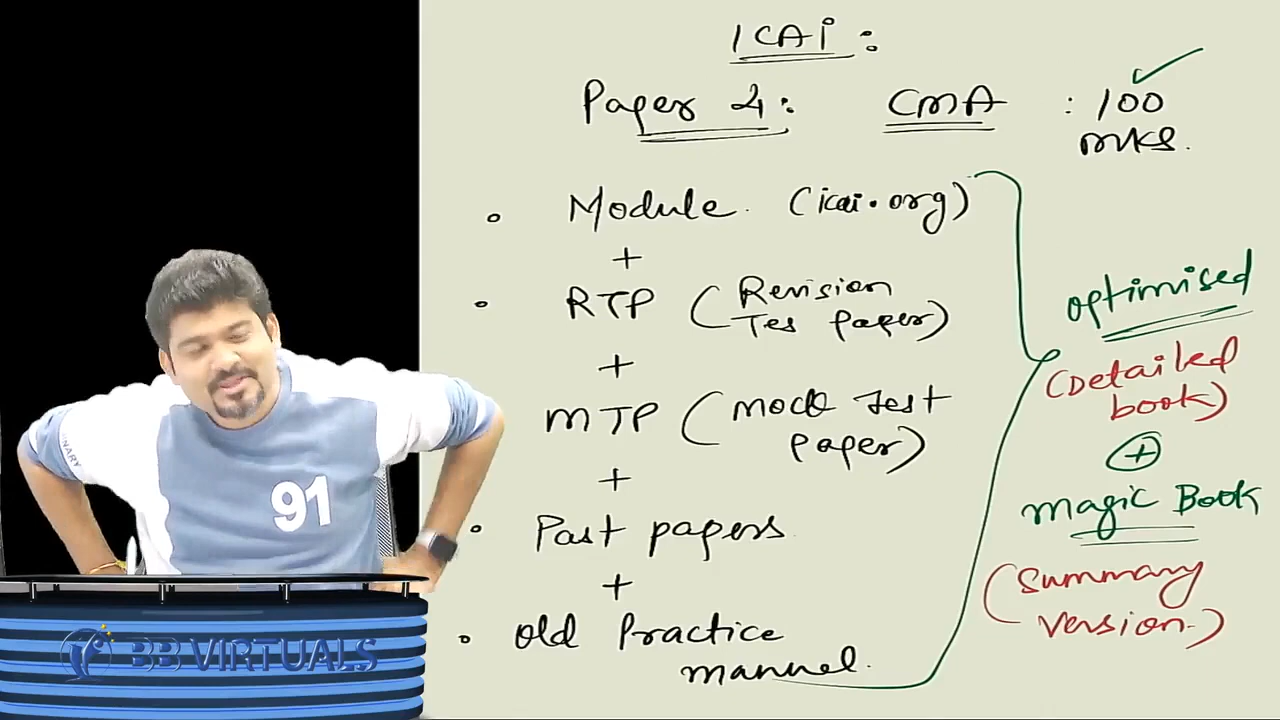 ICAI :
Paper 4 : CMA : 100
mks.
• Module. (icai.org)
+
• RTP (Revision
Tes paper)
+
MTP (mock test
paper)
+
• Past papers
+
• Old Practice
manuel.
optimised
(Detailed
book)
+
magic Book
(summary
version.)
91
BB VIRTUALS